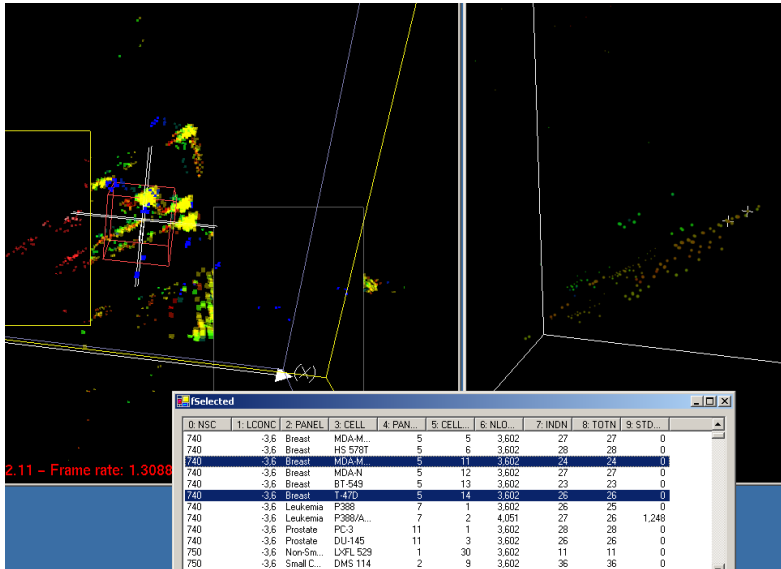 (X)
fSelected
0: NSC 1: LCONC 2: PANEL 3: CELL 4: PAN... 5: CELL... 6: NLO... 7: INDN 8: TOTN 9: STD...
740 -3,6 Breast MDA-M... 5 5 3,602 27 27 0
740 -3,6 Breast HS 578T 5 6 3,602 28 28 0
740 -3,6 Breast MDA-M... 5 11 3,602 24 24 0
740 -3,6 Breast MDA-N 5 12 3,602 27 27 0
740 -3,6 Breast BT-549 5 13 3,602 23 23 0
740 -3,6 Breast T-47D 5 14 3,602 26 26 0
740 -3,6 Leukemia P388 7 1 3,602 26 25 0
740 -3,6 Leukemia P388/A... 7 2 4,051 27 26 1,248
740 -3,6 Prostate PC-3 11 1 3,602 28 28 0
740 -3,6 Prostate DU-145 11 3 3,602 26 26 0
750 -3,6 Non-Sm... LXFL 529 1 30 3,602 11 11 0
750 -3,6 Small C... DMS 114 2 9 3,602 36 36 0
2.11 – Frame rate: 1.3088